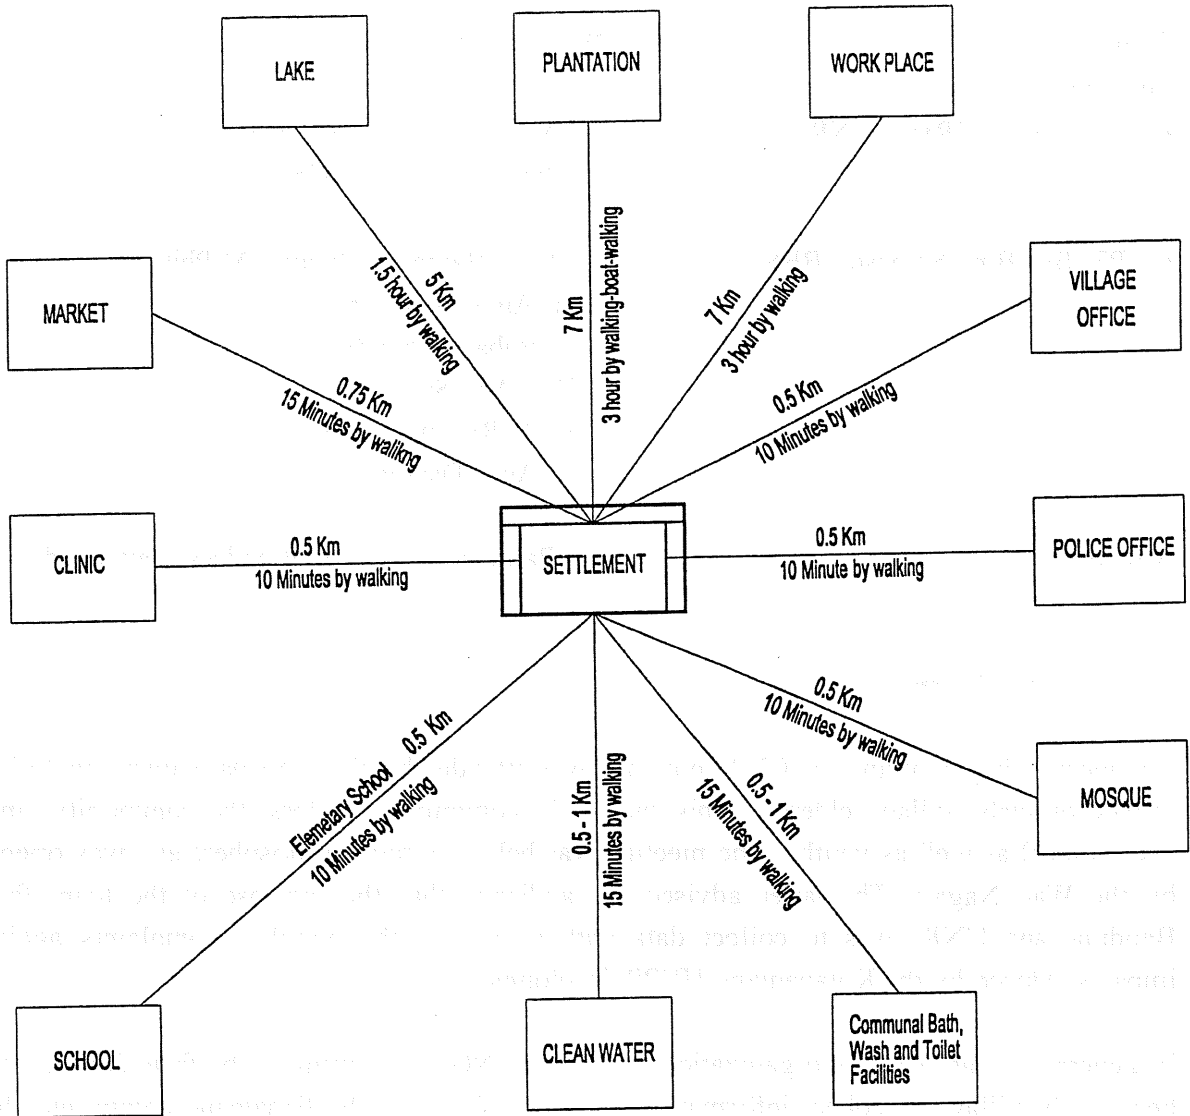 LAKE
PLANTATION
WORK PLACE
MARKET
VILLAGE
OFFICE
5 Km
1.5 hour by walking
7 Km
3 hour by walking-boat-walking
7 Km
3 hour by walking
0.75 Km
15 Minutes by walikng
0.5 Km
10 Minutes by walking
CLINIC
0.5 Km
10 Minutes by walking
SETTLEMENT
0.5 Km
10 Minute by walking
POLICE OFFICE
Elemetary School 0.5 Km
10 Minutes by walking
0.5 - 1 Km
15 Minutes by walking
0.5 - 1 Km
15 Minutes by walking
0.5 Km
10 Minutes by walking
MOSQUE
SCHOOL
CLEAN WATER
Communal Bath,
Wash and Toilet
Facilities